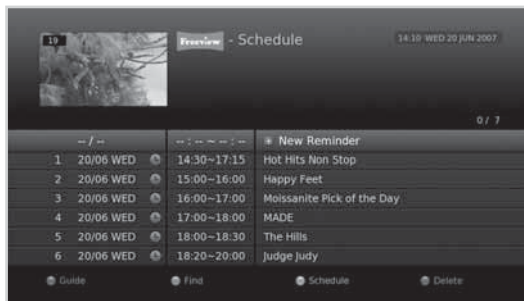 19
Freeview - Schedule
14:10 WED 20 JUN 2007
0/ 7
-- / -- -- : -- ~ -- : -- New Reminder
1 20/06 WED 14:30~17:15 Hot Hits Non Stop
2 20/06 WED 15:00~16:00 Happy Feet
3 20/06 WED 16:00~17:00 Moissanite Pick of the Day
4 20/06 WED 17:00~18:00 MADE
5 20/06 WED 18:00~18:30 The Hills
6 20/06 WED 18:20~20:00 Judge Judy
Guide Find Schedule Delete